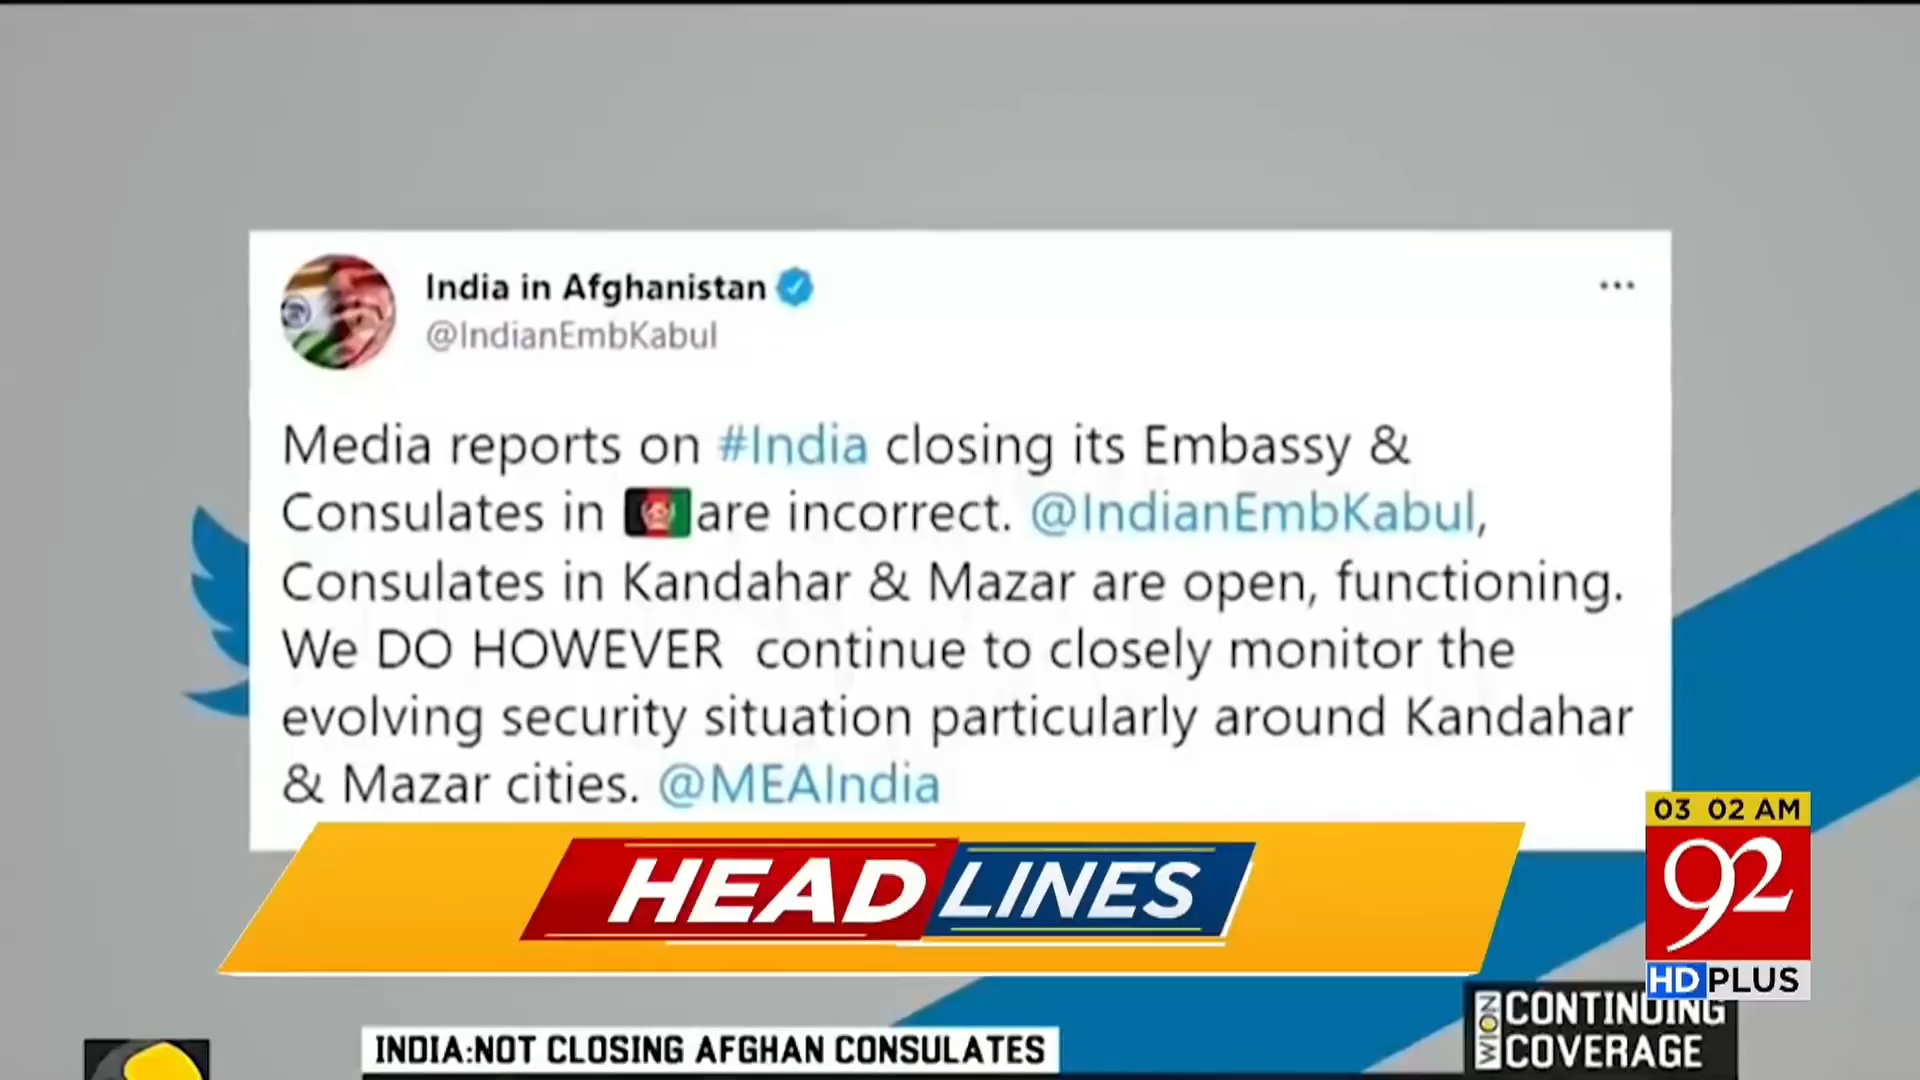 India in Afghanistan
@IndianEmbKabul
Media reports on #India closing its Embassy &
Consulates in 🇦🇫are incorrect. @IndianEmbKabul,
Consulates in Kandahar & Mazar are open, functioning.
We DO HOWEVER continue to closely monitor the
evolving security situation particularly around Kandahar
& Mazar cities. @MEAIndia
HEADLINES
03 02 AM
92
HD PLUS
WION
CONTINUING
COVERAGE
INDIA:NOT CLOSING AFGHAN CONSULATES